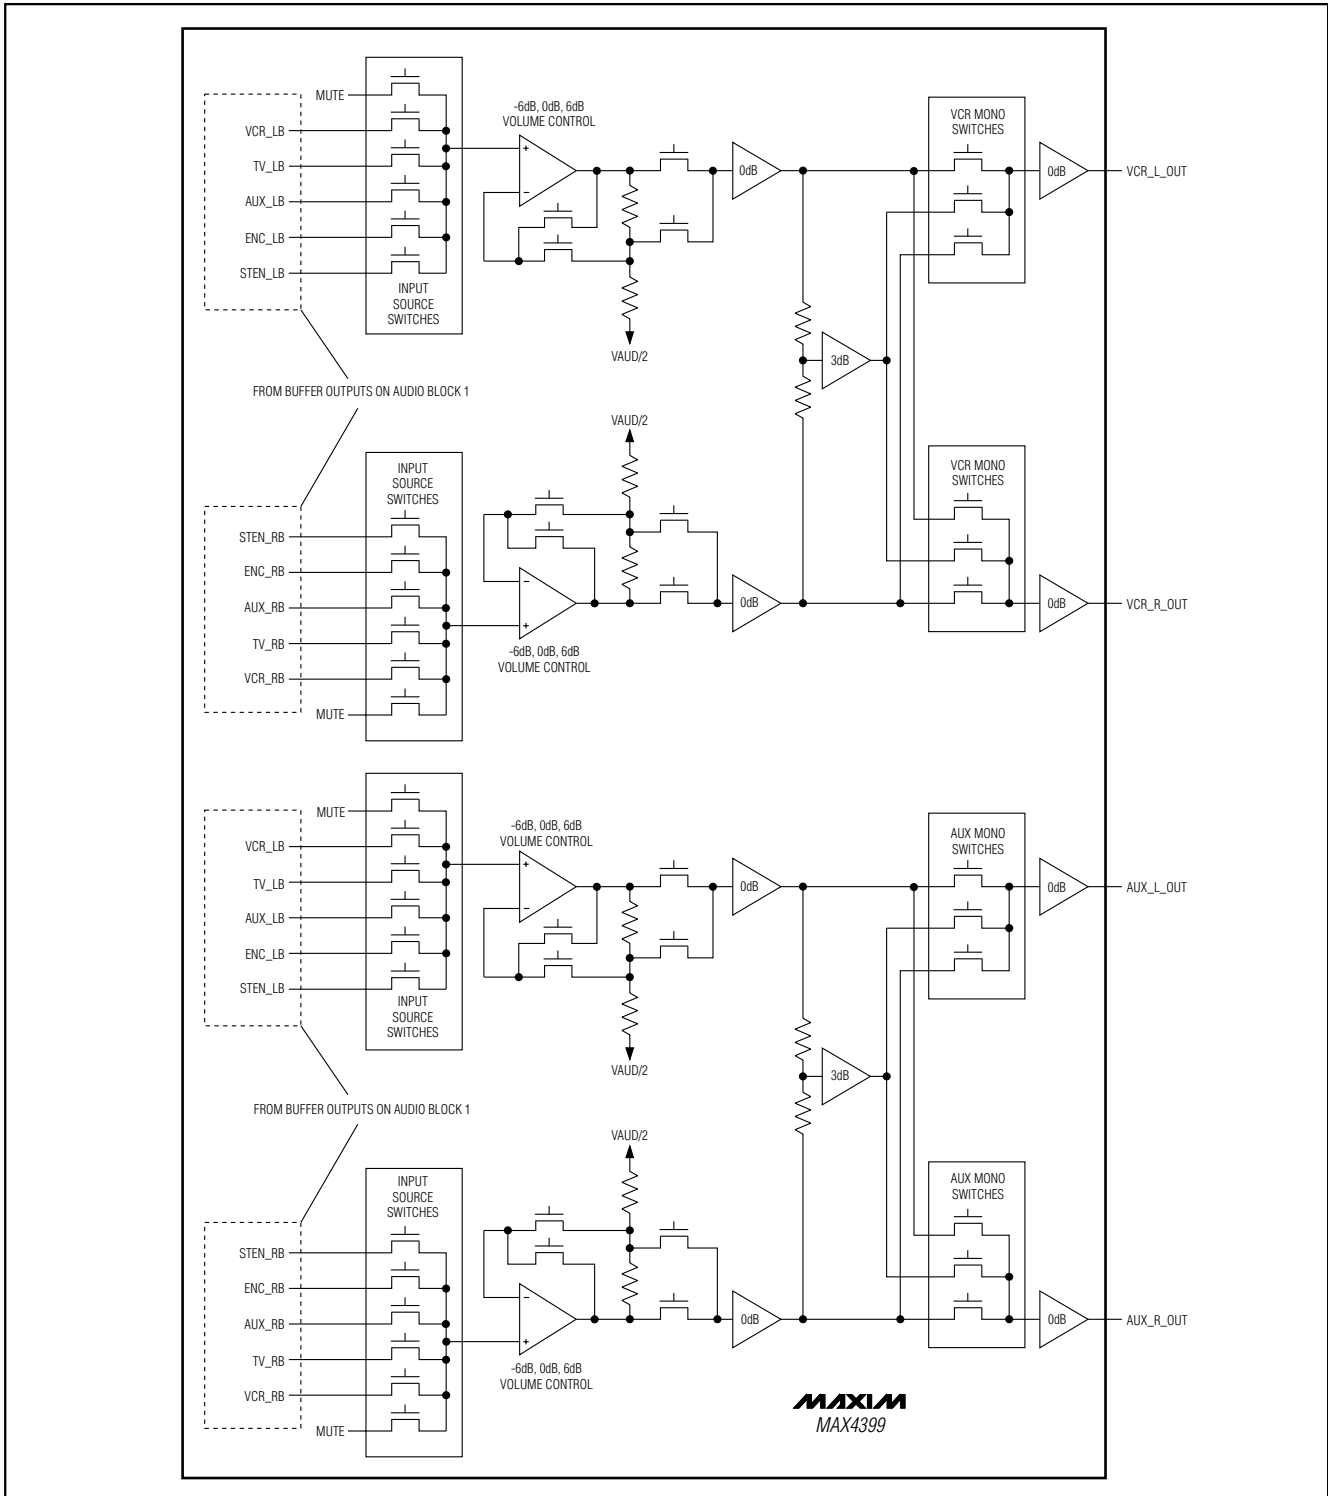 MUTE
VCR_LB
TV_LB
AUX_LB
ENC_LB
STEN_LB
INPUT
SOURCE
SWITCHES
-6dB, 0dB, 6dB
VOLUME CONTROL
+
-
VAUD/2
0dB
3dB
VCR MONO
SWITCHES
0dB
VCR_L_OUT
FROM BUFFER OUTPUTS ON AUDIO BLOCK 1
INPUT
SOURCE
SWITCHES
STEN_RB
ENC_RB
AUX_RB
TV_RB
VCR_RB
MUTE
VAUD/2
-
+
-6dB, 0dB, 6dB
VOLUME CONTROL
0dB
VCR MONO
SWITCHES
0dB
VCR_R_OUT
MUTE
VCR_LB
TV_LB
AUX_LB
ENC_LB
STEN_LB
INPUT
SOURCE
SWITCHES
-6dB, 0dB, 6dB
VOLUME CONTROL
+
-
VAUD/2
0dB
3dB
AUX MONO
SWITCHES
0dB
AUX_L_OUT
FROM BUFFER OUTPUTS ON AUDIO BLOCK 1
INPUT
SOURCE
SWITCHES
STEN_RB
ENC_RB
AUX_RB
TV_RB
VCR_RB
MUTE
VAUD/2
-
+
-6dB, 0dB, 6dB
VOLUME CONTROL
0dB
AUX MONO
SWITCHES
0dB
AUX_R_OUT
MAXIM
MAX4399